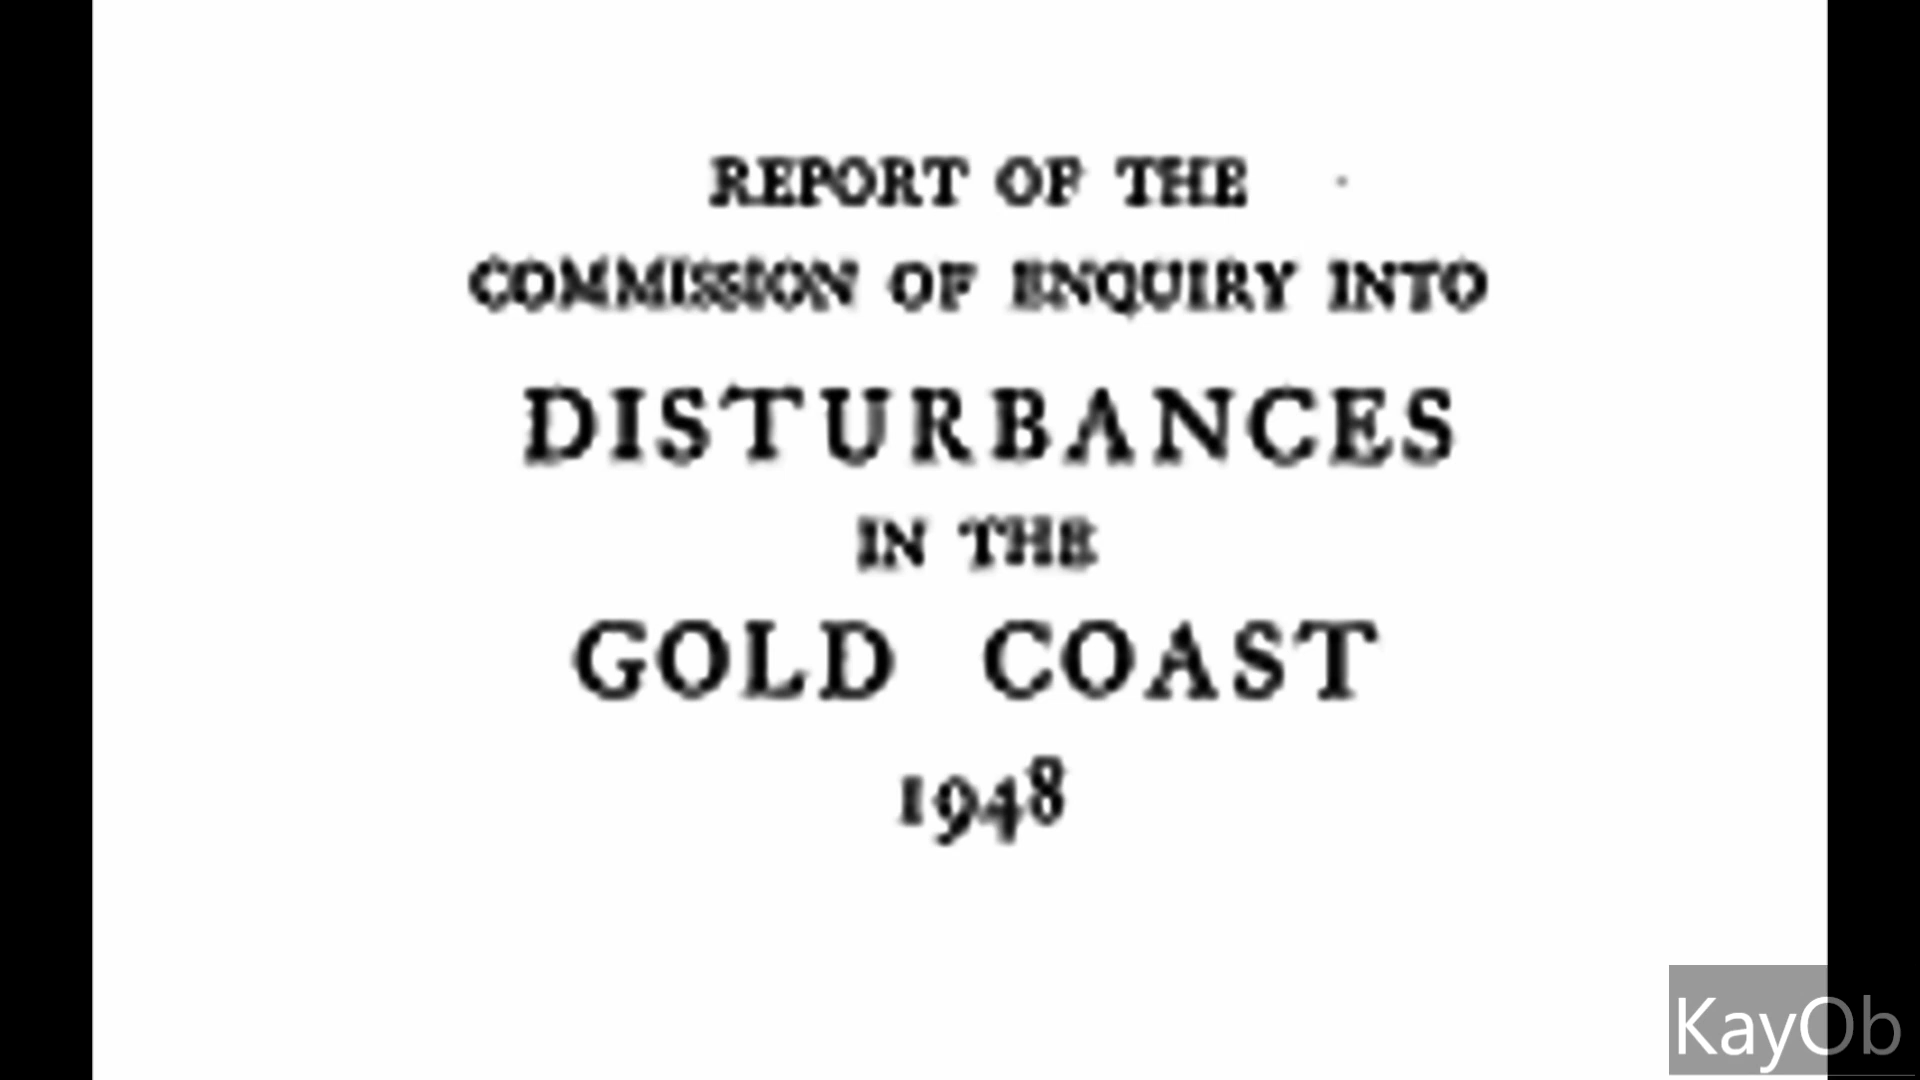 REPORT OF THE
COMMISSION OF ENQUIRY INTO
DISTURBANCES
IN THE
GOLD COAST
1948
KayOb